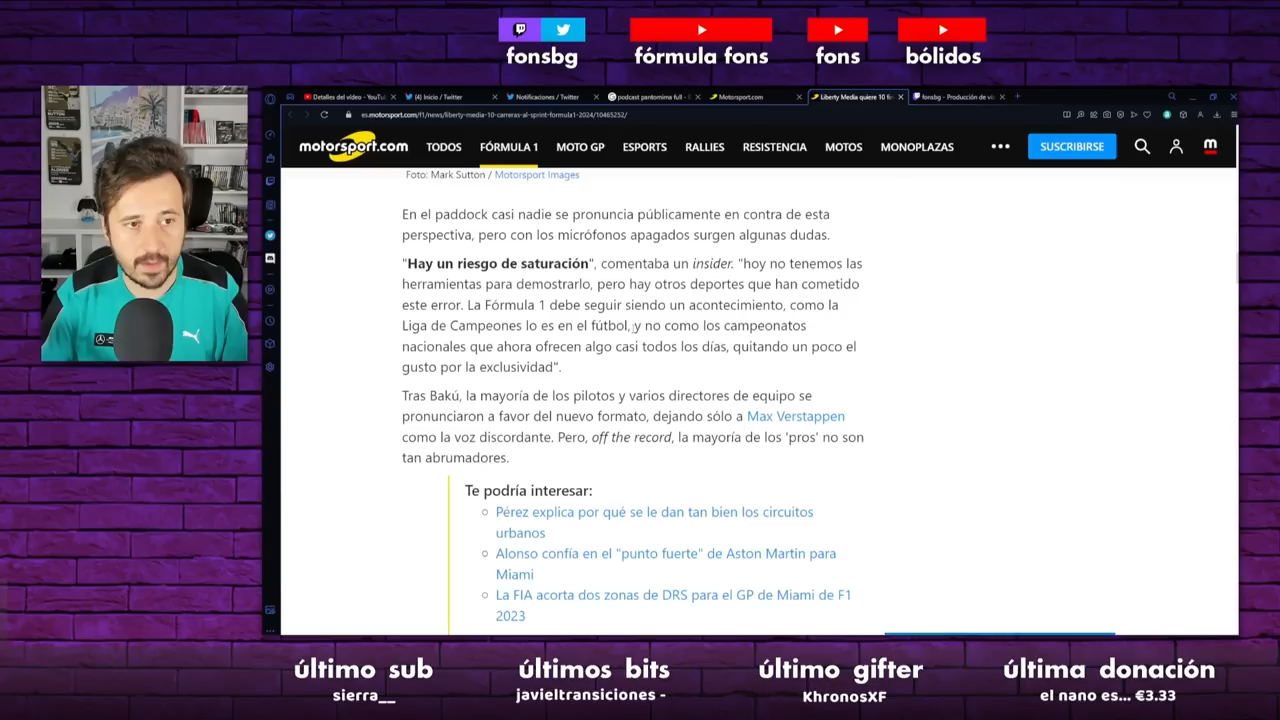 fonsbg
fórmula fons
fons
bólidos
Detalles del vídeo - YouTu
(4) Inicio / Twitter
Notificaciones / Twitter
podcast pantomima full -
Motorsport.com
Liberty Media quiere 10
fonsbg - Producción de
es.motorsport.com/f1/news/liberty-media-10-carreras-al-sprint-formula1-2024/10465252/
motorsport.com
TODOS
FÓRMULA 1
MOTO GP
ESPORTS
RALLIES
RESISTENCIA
MOTOS
MONOPLAZAS
SUSCRIBIRSE
Foto: Mark Sutton / Motorsport Images
En el paddock casi nadie se pronuncia públicamente en contra de esta
perspectiva, pero con los micrófonos apagados surgen algunas dudas.
"Hay un riesgo de saturación", comentaba un insider. "hoy no tenemos las
herramientas para demostrarlo, pero hay otros deportes que han cometido
este error. La Fórmula 1 debe seguir siendo un acontecimiento, como la
Liga de Campeones lo es en el fútbol, y no como los campeonatos
nacionales que ahora ofrecen algo casi todos los días, quitando un poco el
gusto por la exclusividad".
Tras Bakú, la mayoría de los pilotos y varios directores de equipo se
pronunciaron a favor del nuevo formato, dejando sólo a Max Verstappen
como la voz discordante. Pero, off the record, la mayoría de los 'pros' no son
tan abrumadores.
Te podría interesar:
Pérez explica por qué se le dan tan bien los circuitos
urbanos
Alonso confía en el "punto fuerte" de Aston Martin para
Miami
La FIA acorta dos zonas de DRS para el GP de Miami de F1
2023
último sub
sierra__
últimos bits
javieltransiciones -
último gifter
KhronosXF
última donación
el nano es... €3.33